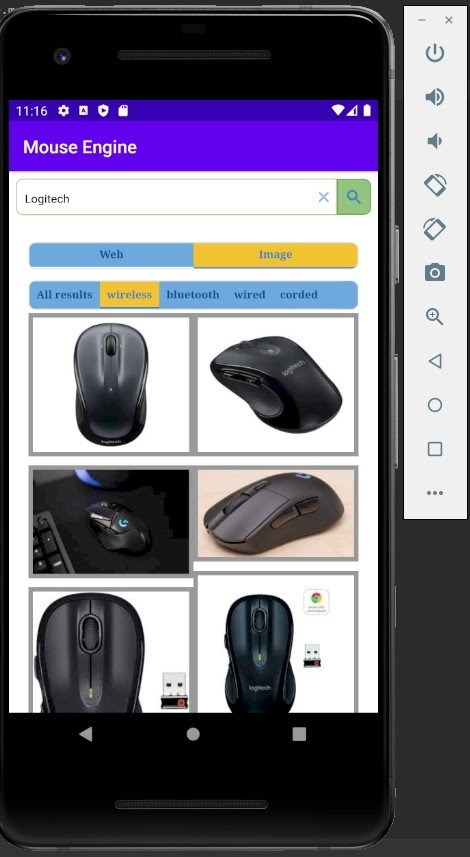 11:16
Mouse Engine
Logitech
Web Image
All results wireless bluetooth wired corded
logitech
logitech
logitech